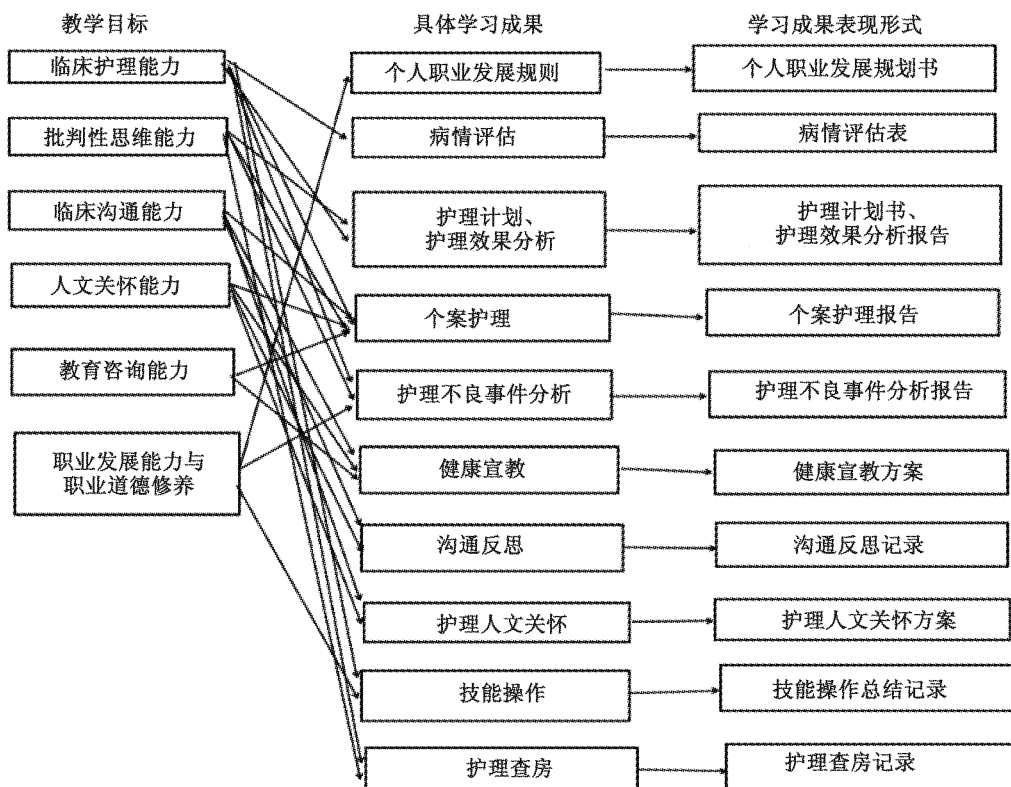 教学目标
具体学习成果
学习成果表现形式
临床护理能力
个人职业发展规则
个人职业发展规划书
批判性思维能力
病情评估
病情评估表
临床沟通能力
护理计划、
护理效果分析
护理计划书、
护理效果分析报告
人文关怀能力
个案护理
个案护理报告
教育咨询能力
护理不良事件分析
护理不良事件分析报告
职业发展能力与
职业道德修养
健康宣教
健康宣教方案
沟通反思
沟通反思记录
护理人文关怀
护理人文关怀方案
技能操作
技能操作总结记录
护理查房
护理查房记录